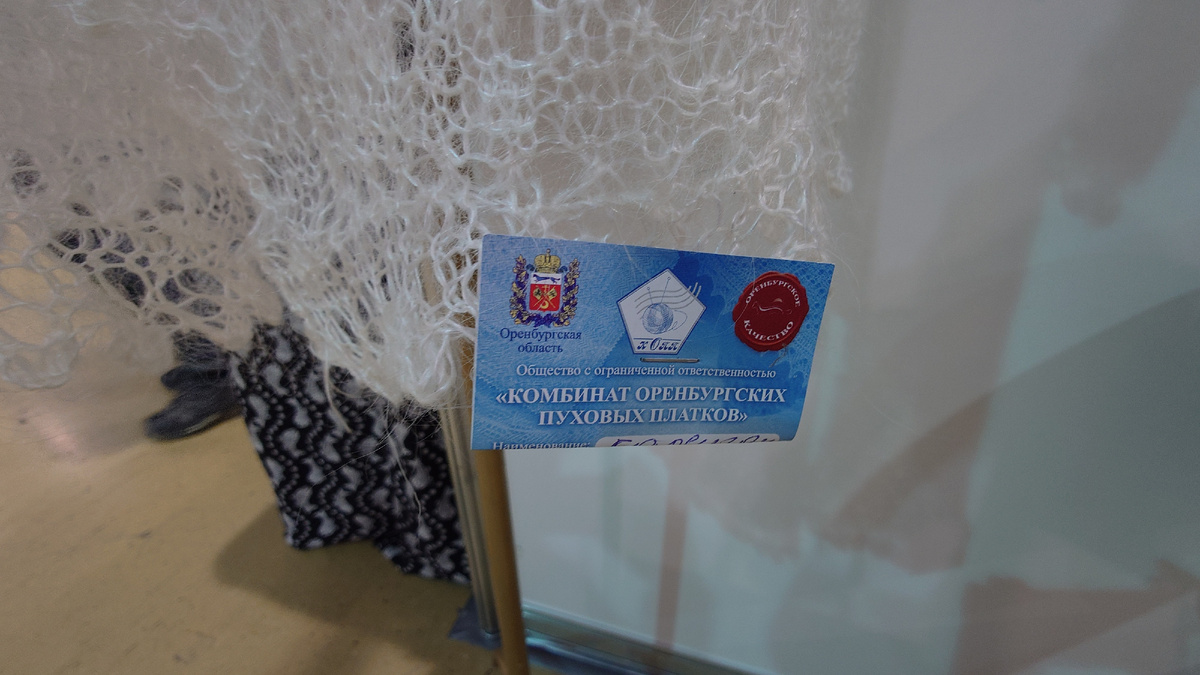 Оренбургская
область
хОпп
ОРЕНБУРГСКОЕ
КАЧЕСТВО
Общество с ограниченной ответственностью
«КОМБИНАТ ОРЕНБУРГСКИХ
ПУХОВЫХ ПЛАТКОВ»
Наименование: